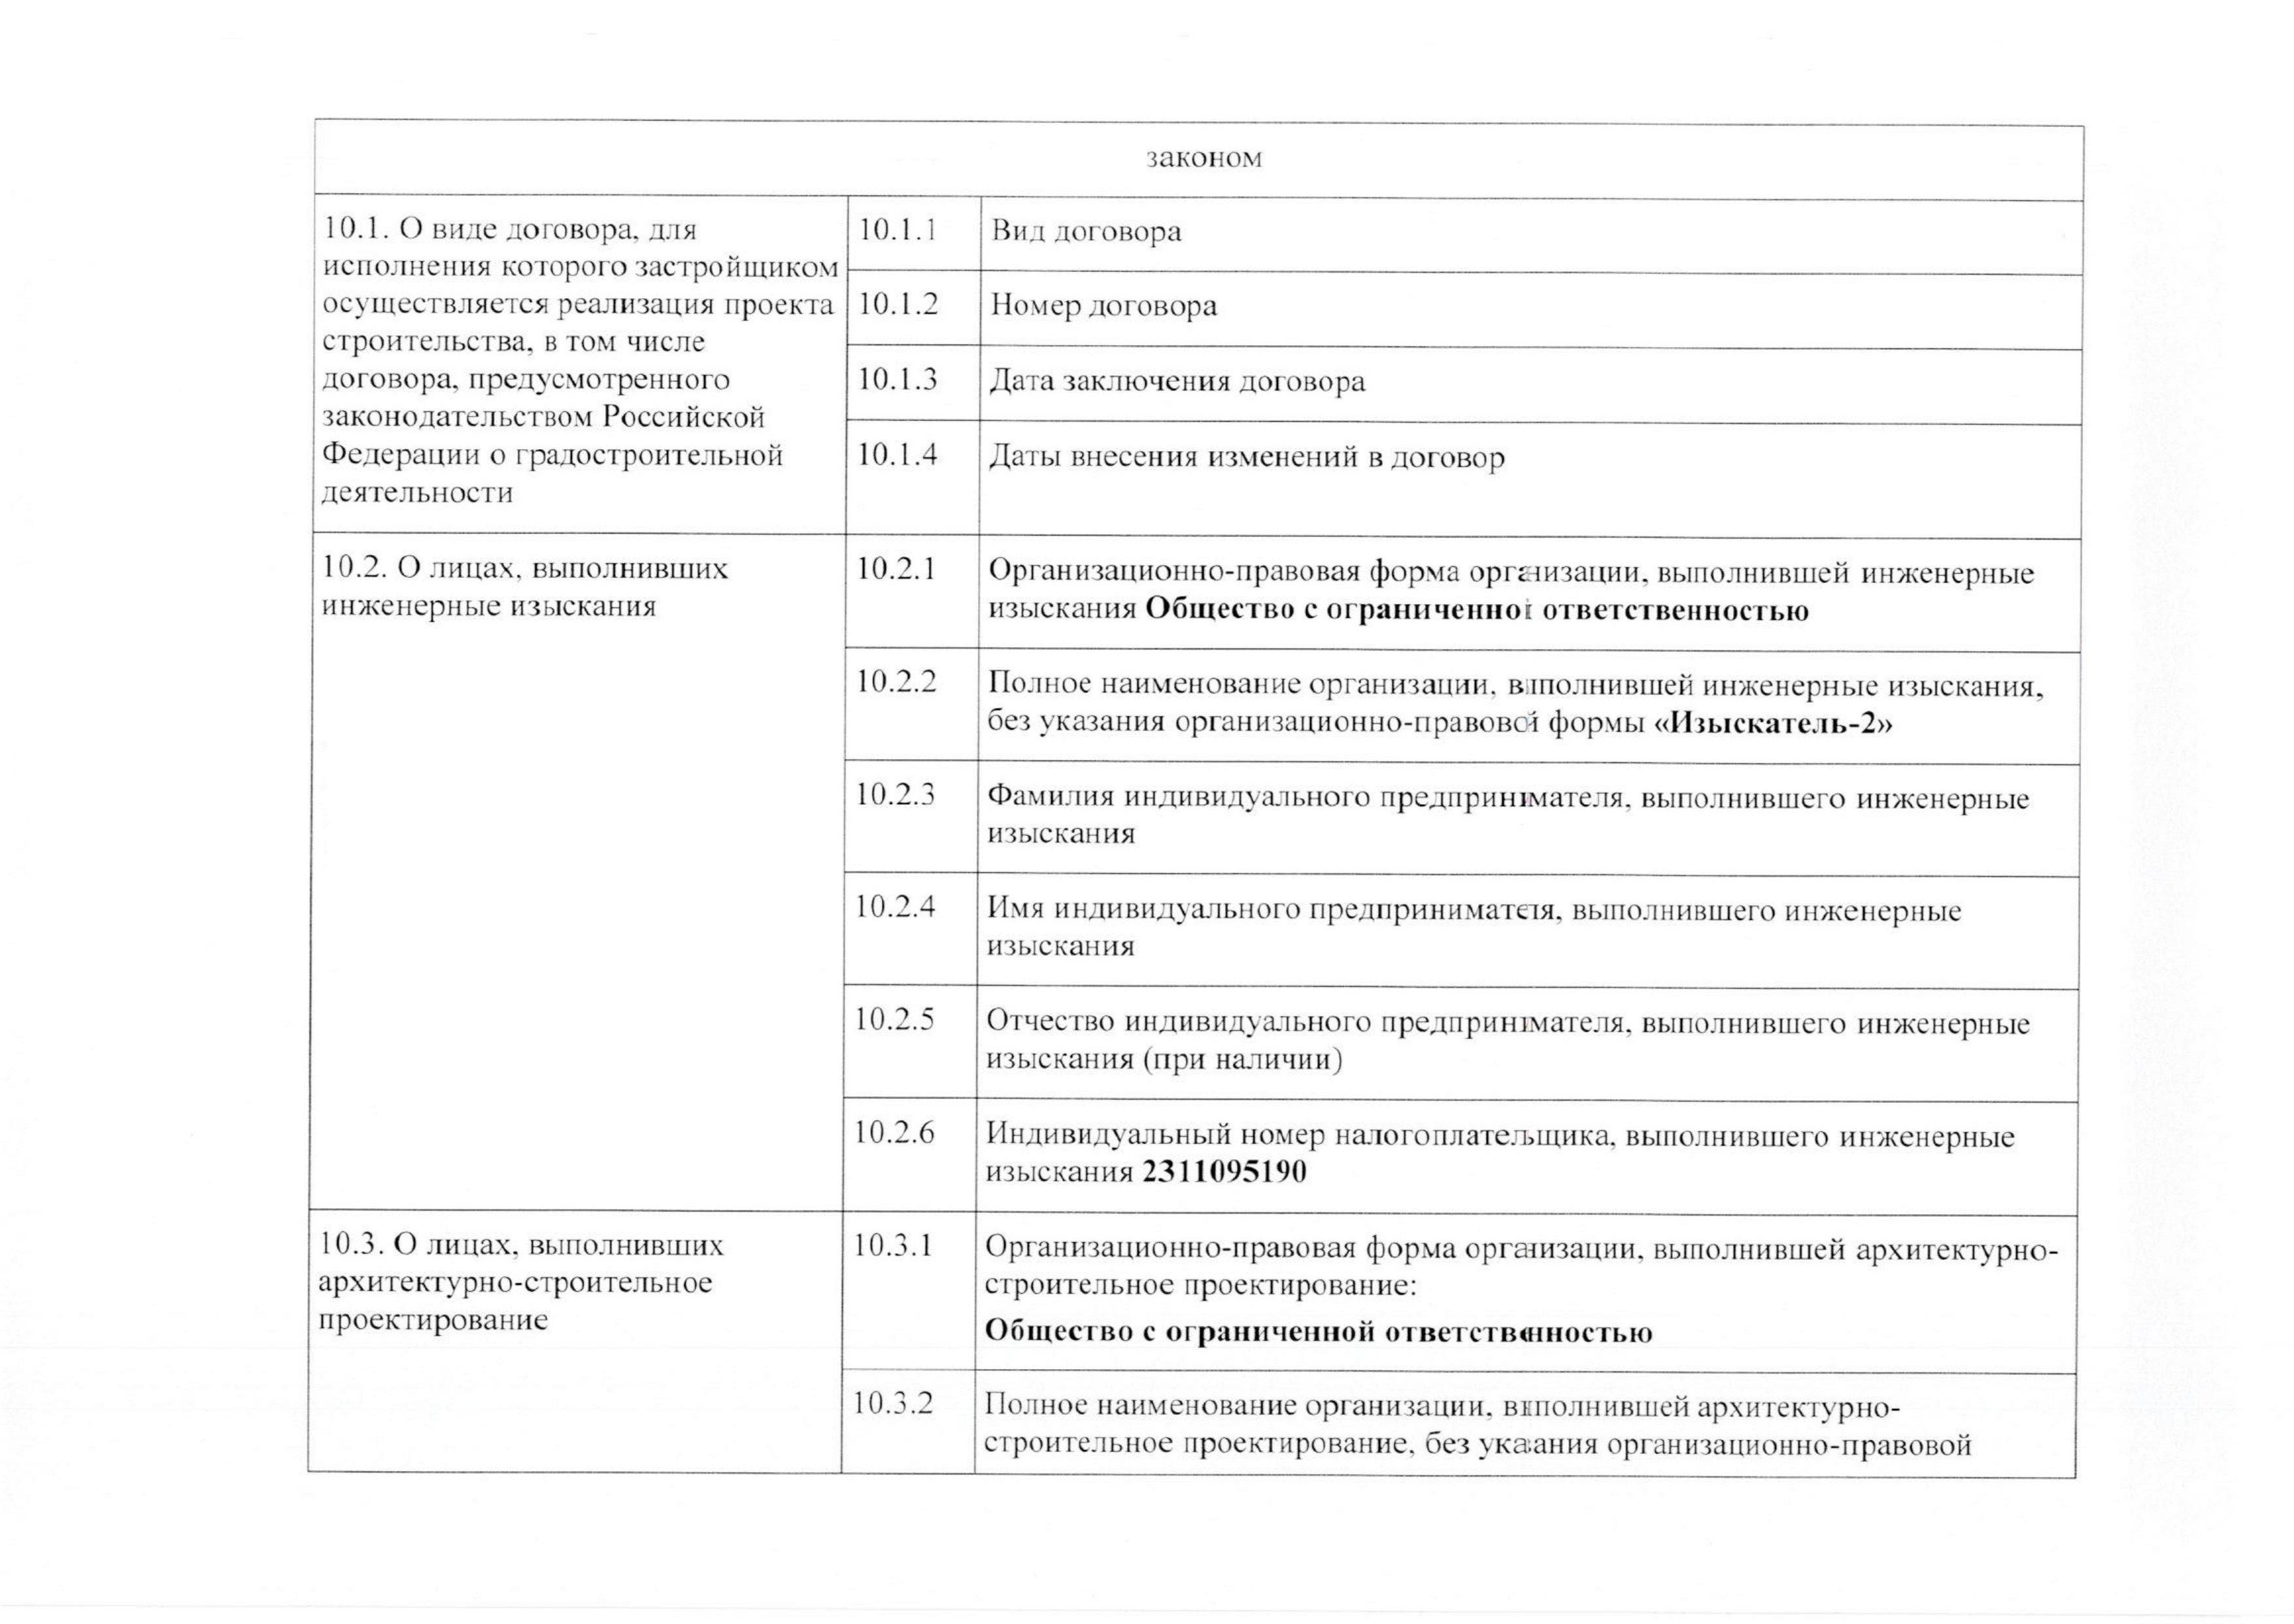 законом
10.1. О виде договора, для
исполнения которого застройщиком
осуществляется реализация проекта
строительства, в том числе
договора, предусмотренного
законодательством Российской
Федерации о градостроительной
деятельности
10.1.1 Вид договора
10.1.2 Номер договора
10.1.3 Дата заключения договора
10.1.4 Даты внесения изменений в договор
10.2. О лицах, выполнивших
инженерные изыскания
10.2.1 Организационно-правовая форма организации, выполнившей инженерные
изыскания Общество с ограниченной ответственностью
10.2.2 Полное наименование организации, выполнившей инженерные изыскания,
без указания организационно-правовой формы «Изыскатель-2»
10.2.3 Фамилия индивидуального предпринимателя, выполнившего инженерные
изыскания
10.2.4 Имя индивидуального предпринимателя, выполнившего инженерные
изыскания
10.2.5 Отчество индивидуального предпринимателя, выполнившего инженерные
изыскания (при наличии)
10.2.6 Индивидуальный номер налогоплательщика, выполнившего инженерные
изыскания 2311095190
10.3. О лицах, выполнивших
архитектурно-строительное
проектирование
10.3.1 Организационно-правовая форма организации, выполнившей архитектурно-
строительное проектирование:
Общество с ограниченной ответственностью
10.3.2 Полное наименование организации, выполнившей архитектурно-
строительное проектирование, без указания организационно-правовой